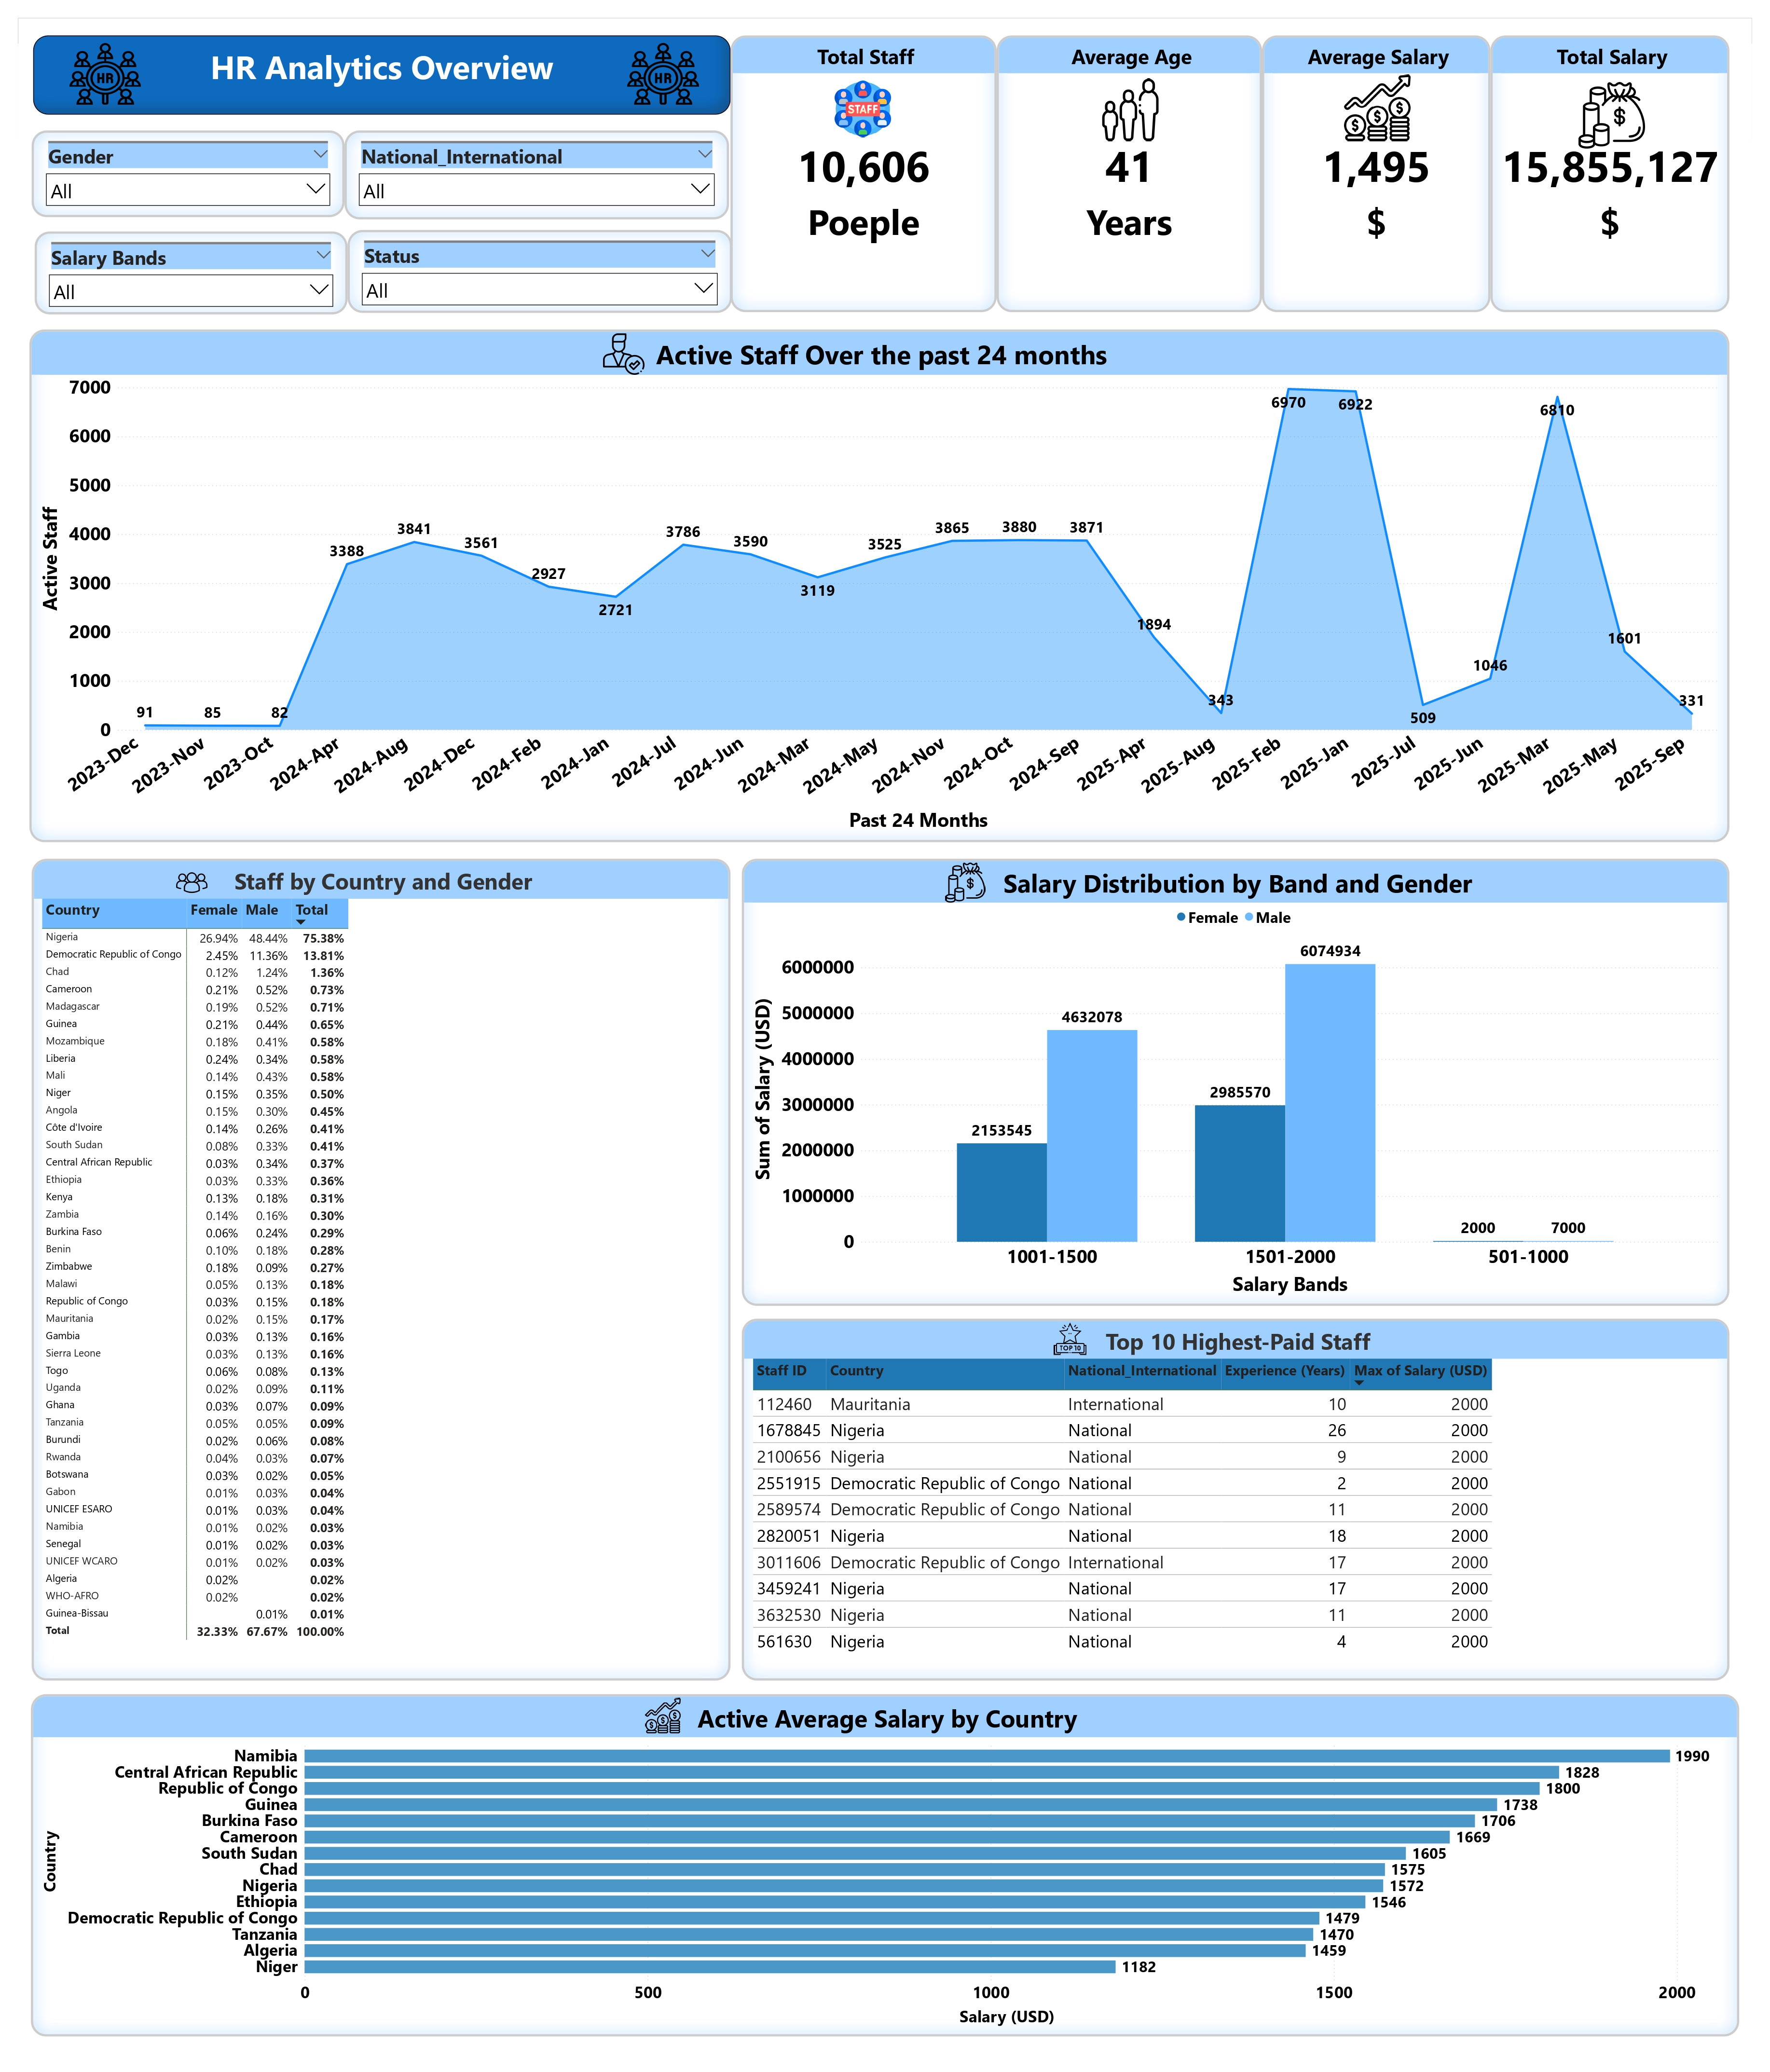 HR Analytics Overview
HR
HR
Gender
All
National_International
All
Salary Bands
All
Status
All
Total Staff
STAFF
10,606
Poeple
Average Age
41
Years
Average Salary
1,495
$
Total Salary
15,855,127
$
Active Staff Over the past 24 months
Active Staff
7000
6000
5000
4000
3000
2000
1000
0
91
85
82
3388
3841
3561
2927
2721
3786
3590
3119
3525
3865
3880
3871
1894
343
6970
6922
509
1046
6810
1601
331
2023-Dec
2023-Nov
2023-Oct
2024-Apr
2024-Aug
2024-Dec
2024-Feb
2024-Jan
2024-Jul
2024-Jun
2024-Mar
2024-May
2024-Nov
2024-Oct
2024-Sep
2025-Apr
2025-Aug
2025-Feb
2025-Jan
2025-Jul
2025-Jun
2025-Mar
2025-May
2025-Sep
Past 24 Months
Staff by Country and Gender
Country Female Male Total
Nigeria 26.94% 48.44% 75.38%
Democratic Republic of Congo 2.45% 11.36% 13.81%
Chad 0.12% 1.24% 1.36%
Cameroon 0.21% 0.52% 0.73%
Madagascar 0.19% 0.52% 0.71%
Guinea 0.21% 0.44% 0.65%
Mozambique 0.18% 0.41% 0.58%
Liberia 0.24% 0.34% 0.58%
Mali 0.14% 0.43% 0.58%
Niger 0.15% 0.35% 0.50%
Angola 0.15% 0.30% 0.45%
Côte d'Ivoire 0.14% 0.26% 0.41%
South Sudan 0.08% 0.33% 0.41%
Central African Republic 0.03% 0.34% 0.37%
Ethiopia 0.03% 0.33% 0.36%
Kenya 0.13% 0.18% 0.31%
Zambia 0.14% 0.16% 0.30%
Burkina Faso 0.06% 0.24% 0.29%
Benin 0.10% 0.18% 0.28%
Zimbabwe 0.18% 0.09% 0.27%
Malawi 0.05% 0.13% 0.18%
Republic of Congo 0.03% 0.15% 0.18%
Mauritania 0.02% 0.15% 0.17%
Gambia 0.03% 0.13% 0.16%
Sierra Leone 0.03% 0.13% 0.16%
Togo 0.06% 0.08% 0.13%
Uganda 0.02% 0.09% 0.11%
Ghana 0.03% 0.07% 0.09%
Tanzania 0.05% 0.05% 0.09%
Burundi 0.02% 0.06% 0.08%
Rwanda 0.04% 0.03% 0.07%
Botswana 0.03% 0.02% 0.05%
Gabon 0.01% 0.03% 0.04%
UNICEF ESARO 0.01% 0.03% 0.04%
Namibia 0.01% 0.02% 0.03%
Senegal 0.01% 0.02% 0.03%
UNICEF WCARO 0.01% 0.02% 0.03%
Algeria 0.02% 0.02%
WHO-AFRO 0.02% 0.02%
Guinea-Bissau 0.01% 0.01%
Total 32.33% 67.67% 100.00%
Salary Distribution by Band and Gender
Female Male
Sum of Salary (USD)
6000000
5000000
4000000
3000000
2000000
1000000
0
2153545
4632078
2985570
6074934
2000
7000
1001-1500
1501-2000
501-1000
Salary Bands
TOP 10
Top 10 Highest-Paid Staff
Staff ID Country National_International Experience (Years) Max of Salary (USD)
112460 Mauritania International 10 2000
1678845 Nigeria National 26 2000
2100656 Nigeria National 9 2000
2551915 Democratic Republic of Congo National 2 2000
2589574 Democratic Republic of Congo National 11 2000
2820051 Nigeria National 18 2000
3011606 Democratic Republic of Congo International 17 2000
3459241 Nigeria National 17 2000
3632530 Nigeria National 11 2000
561630 Nigeria National 4 2000
Active Average Salary by Country
Country
Namibia 1990
Central African Republic 1828
Republic of Congo 1800
Guinea 1738
Burkina Faso 1706
Cameroon 1669
South Sudan 1605
Chad 1575
Nigeria 1572
Ethiopia 1546
Democratic Republic of Congo 1479
Tanzania 1470
Algeria 1459
Niger 1182
0 500 1000 1500 2000
Salary (USD)